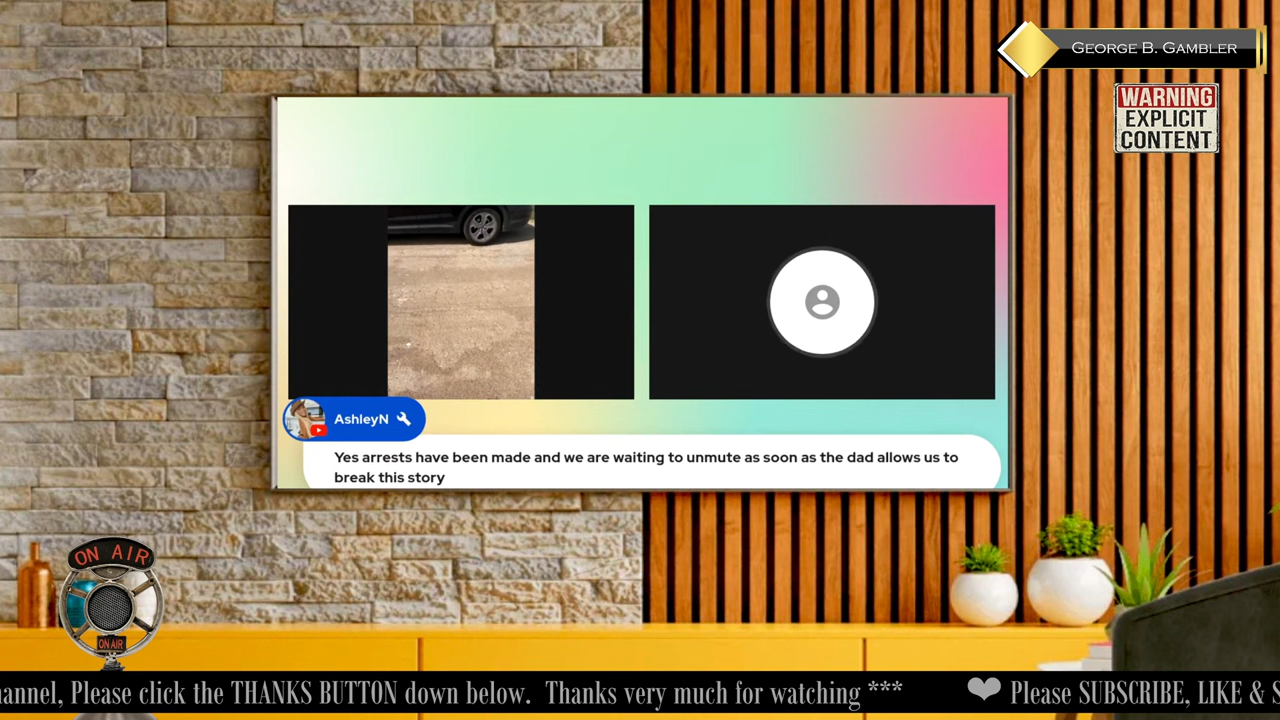 George B. Gambler
WARNING
EXPLICIT
CONTENT
AshleyN
Yes arrests have been made and we are waiting to unmute as soon as the dad allows us to
break this story
ON AIR
ON AIR
hannel, Please click the THANKS BUTTON down below. Thanks very much for watching *** ❤ Please SUBSCRIBE, LIKE & S